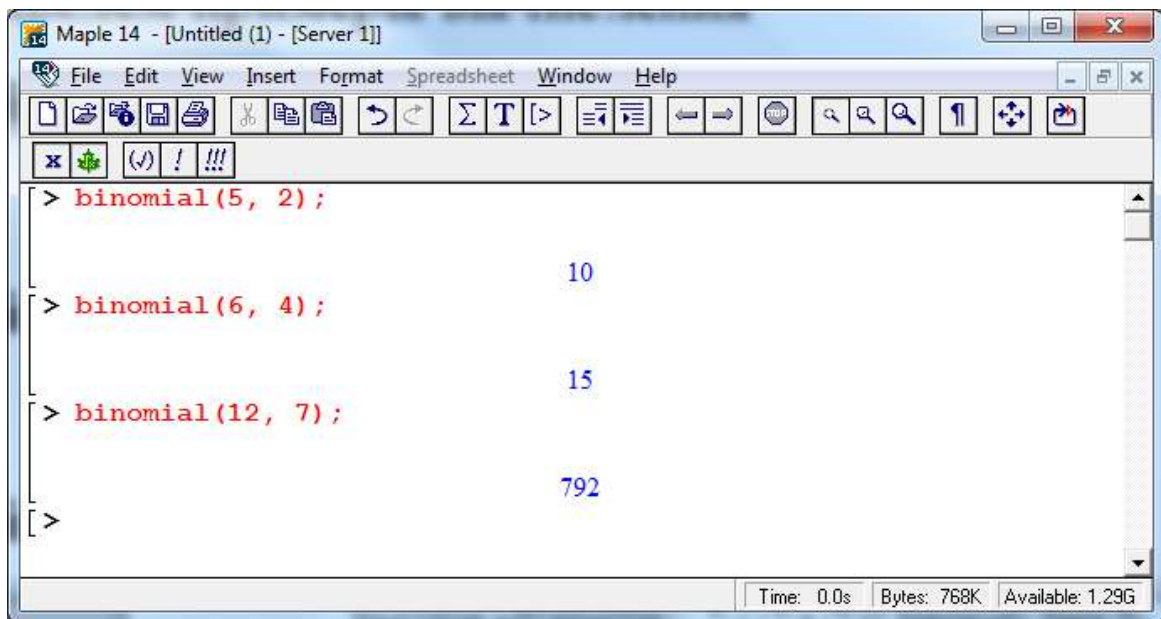 Maple 14 - [Untitled (1) - [Server 1]]
File Edit View Insert Format Spreadsheet Window Help
Σ T [>
x (√) ! !!!
[> binomial(5, 2);
10
[> binomial(6, 4);
15
[> binomial(12, 7);
792
[>
Time: 0.0s Bytes: 768K Available: 1.29G